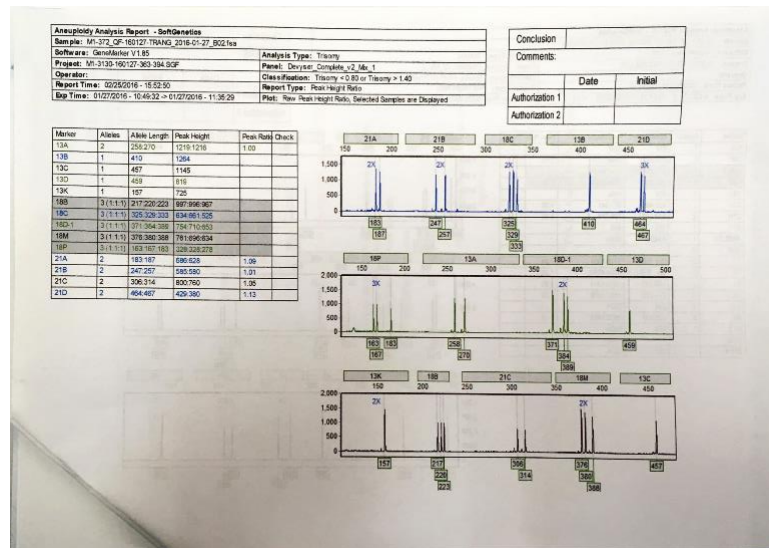 Aneuploidy Analysis Report - SoftGenetics
Sample: M1-372_QF-160127-TRANG_2016-01-27_B02.fsa
Software: GeneMarker V1.85
Analysis Type: Trisomy
Project: M1-3130-160127-363-394.SGF
Panel: Devyser_Complete_v2_Mix_1
Operator:
Classification: Trisomy < 0.80 or Trisomy > 1.40
Report Time: 02/25/2016 - 15:52:50
Report Type: Peak Height Ratio
Exp Time: 01/27/2016 - 10:49:32 -> 01/27/2016 - 11:35:29
Plot: Raw Peak Height Ratio, Selected Samples are Displayed
Conclusion
Comments:
Date Initial
Authorization 1
Authorization 2
Marker Alleles Allele Length Peak Height Peak Ratio Check
13A 2 258:270 1219:1216 1.00
13B 1 410 1264
13C 1 457 1145
13D 1 459 819
13K 1 157 725
18B 3 (1:1:1) 217:220:223 997:996:967
18C 3 (1:1:1) 325:329:333 634:661:525
18D-1 3 (1:1:1) 371:384:389 754:710:653
18M 3 (1:1:1) 376:380:388 761:696:634
18P 3 (1:1:1) 163:167:183 329:328:278
21A 2 183:187 686:628 1.09
21B 2 247:257 585:580 1.01
21C 2 306:314 800:760 1.05
21D 2 464:467 429:380 1.13
21A 21B 18C 13B 21D
150 200 250 300 350 400 450
2X 2X 2X 3X
1,500
1,000
500
0
183 247 325 410 464
187 257 329 467
333
18P 13A 18D-1 13D
150 200 250 300 350 400 450 500
3X 2X
2,000
1,500
1,000
500
0
163 183 258 371 384 459
167 270 389
13K 18B 21C 18M 13C
150 200 250 300 350 400 450
2X 2X
2,000
1,500
1,000
500
0
157 217 306 376 457
220 314 380
223 388